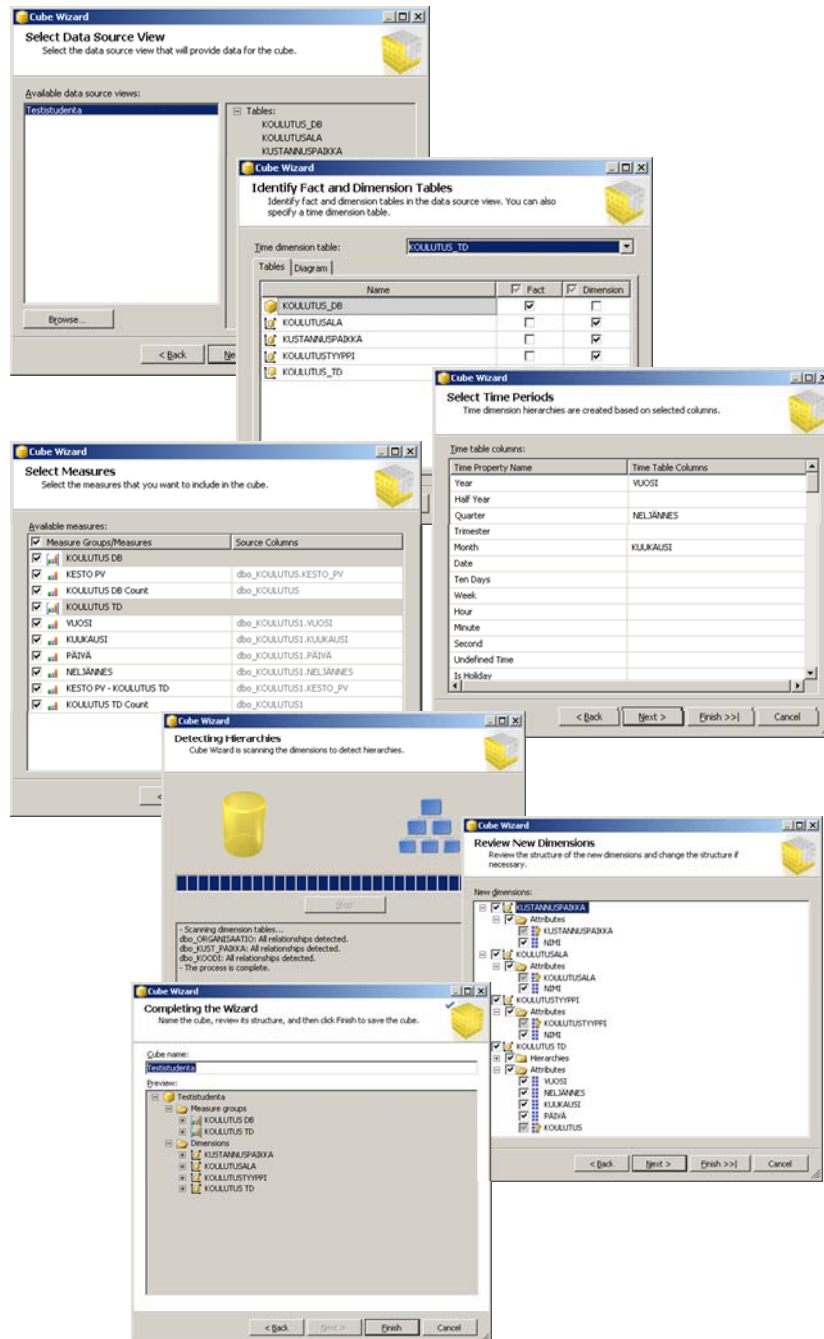 Cube Wizard
Select Data Source View
Select the data source view that will provide data for the cube.
Available data source views:
Testistudenta
Tables:
KOULUTUS_DB
KOULUTUSALA
KUSTANNUSPAIKKA
Browse...
< Back
Ne
Cube Wizard
Identify Fact and Dimension Tables
Identify fact and dimension tables in the data source view. You can also
specify a time dimension table.
Time dimension table:
KOULUTUS_TD
Tables
Diagram
Name
Fact
Dimension
KOULUTUS_DB
KOULUTUSALA
KUSTANNUSPAIKKA
KOULUTUSTYYPPI
KOULUTUS_TD
Cube Wizard
Select Time Periods
Time dimension hierarchies are created based on selected columns.
Time table columns:
Time Property Name
Time Table Columns
Year
VUOSI
Half Year
Quarter
NELJÄNNES
Trimester
Month
KUUKAUSI
Date
Ten Days
Week
Hour
Minute
Second
Undefined Time
Is Holiday
< Back
Next >
Finish >>|
Cancel
Cube Wizard
Select Measures
Select the measures that you want to include in the cube.
Available measures:
Measure Groups/Measures
Source Columns
KOULUTUS DB
KESTO PV
dbo_KOULUTUS.KESTO_PV
KOULUTUS DB Count
dbo_KOULUTUS
KOULUTUS TD
VUOSI
dbo_KOULUTUS1.VUOSI
KUUKAUSI
dbo_KOULUTUS1.KUUKAUSI
PÄIVÄ
dbo_KOULUTUS1.PÄIVÄ
NELJÄNNES
dbo_KOULUTUS1.NELJÄNNES
KESTO PV - KOULUTUS TD
dbo_KOULUTUS1.KESTO_PV
KOULUTUS TD Count
dbo_KOULUTUS1
<
Cube Wizard
Detecting Hierarchies
Cube Wizard is scanning the dimensions to detect hierarchies.
Stop
- Scanning dimension tables...
dbo_ORGANISAATIO: All relationships detected.
dbo_KUST_PAIKKA: All relationships detected.
dbo_KOODI: All relationships detected.
- The process is complete.
Cube Wizard
Review New Dimensions
Review the structure of the new dimensions and change the structure if
necessary.
New dimensions:
KUSTANNUSPAIKKA
Attributes
KUSTANNUSPAIKKA
NIMI
KOULUTUSALA
Attributes
KOULUTUSALA
NIMI
KOULUTUSTYYPPI
Attributes
KOULUTUSTYYPPI
NIMI
KOULUTUS TD
Hierarchies
Attributes
VUOSI
NELJÄNNES
KUUKAUSI
PÄIVÄ
KOULUTUS
< Back
Next >
Finish >>|
Cancel
Cube Wizard
Completing the Wizard
Name the cube, review its structure, and then click Finish to save the cube.
Cube name:
Testistudenta
Preview:
Testistudenta
Measure groups
KOULUTUS DB
KOULUTUS TD
Dimensions
KUSTANNUSPAIKKA
KOULUTUSALA
KOULUTUSTYYPPI
KOULUTUS TD
< Back
Next >
Finish
Cancel